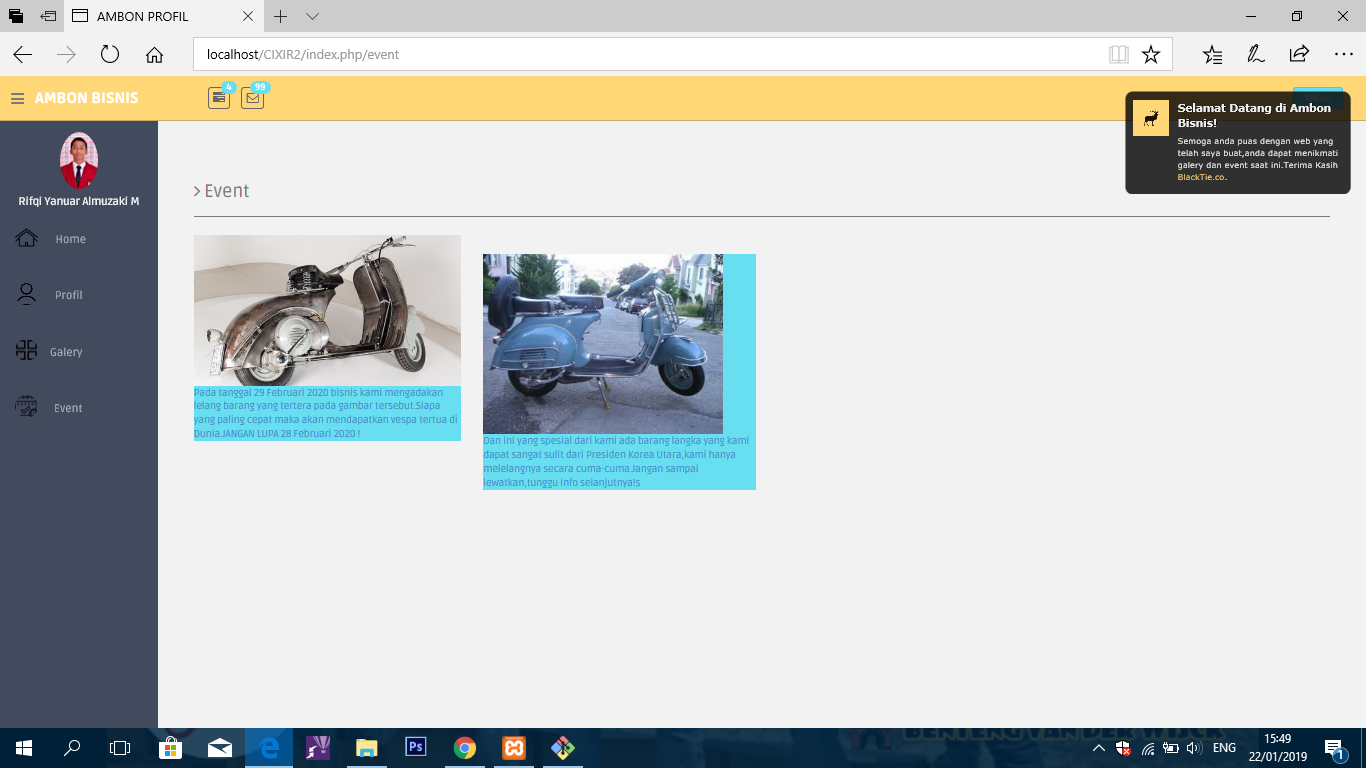 AMBON PROFIL
localhost/CIXIR2/index.php/event
AMBON BISNIS
4
99
Selamat Datang di Ambon
Bisnis!
Semoga anda puas dengan web yang
telah saya buat,anda dapat menikmati
galery dan event saat ini.Terima Kasih
BlackTie.co.
Rifqi Yanuar Almuzaki M
Home
Profil
Galery
Event
> Event
Pada tanggal 29 Februari 2020 bisnis kami mengadakan
lelang barang yang tertera pada gambar tersebut.Siapa
yang paling cepat maka akan mendapatkan vespa tertua di
Dunia.JANGAN LUPA 28 Februari 2020 !
Dan ini yang spesial dari kami ada barang langka yang kami
dapat sangat sulit dari Presiden Korea Utara,kami hanya
melelangnya secara cuma-cuma.Jangan sampai
lewatkan,tunggu info selanjutnya!s
Ps
ENG
15:49
22/01/2019
1